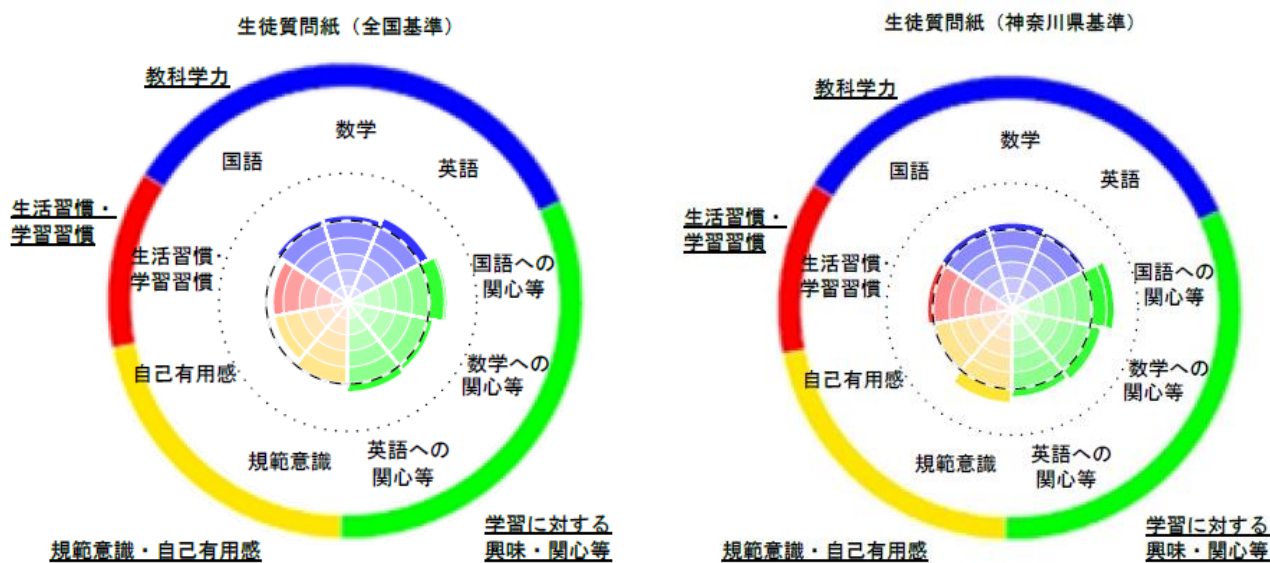 生徒質問紙（全国基準）
教科学力
数学
国語
英語
生活習慣・
学習習慣
生活習慣・
学習習慣
国語への
関心等
自己有用感
数学への
関心等
規範意識
英語への
関心等
規範意識・自己有用感
学習に対する
興味・関心等
生徒質問紙（神奈川県基準）
教科学力
数学
国語
英語
生活習慣・
学習習慣
生活習慣・
学習習慣
国語への
関心等
自己有用感
数学への
関心等
規範意識
英語への
関心等
規範意識・自己有用感
学習に対する
興味・関心等